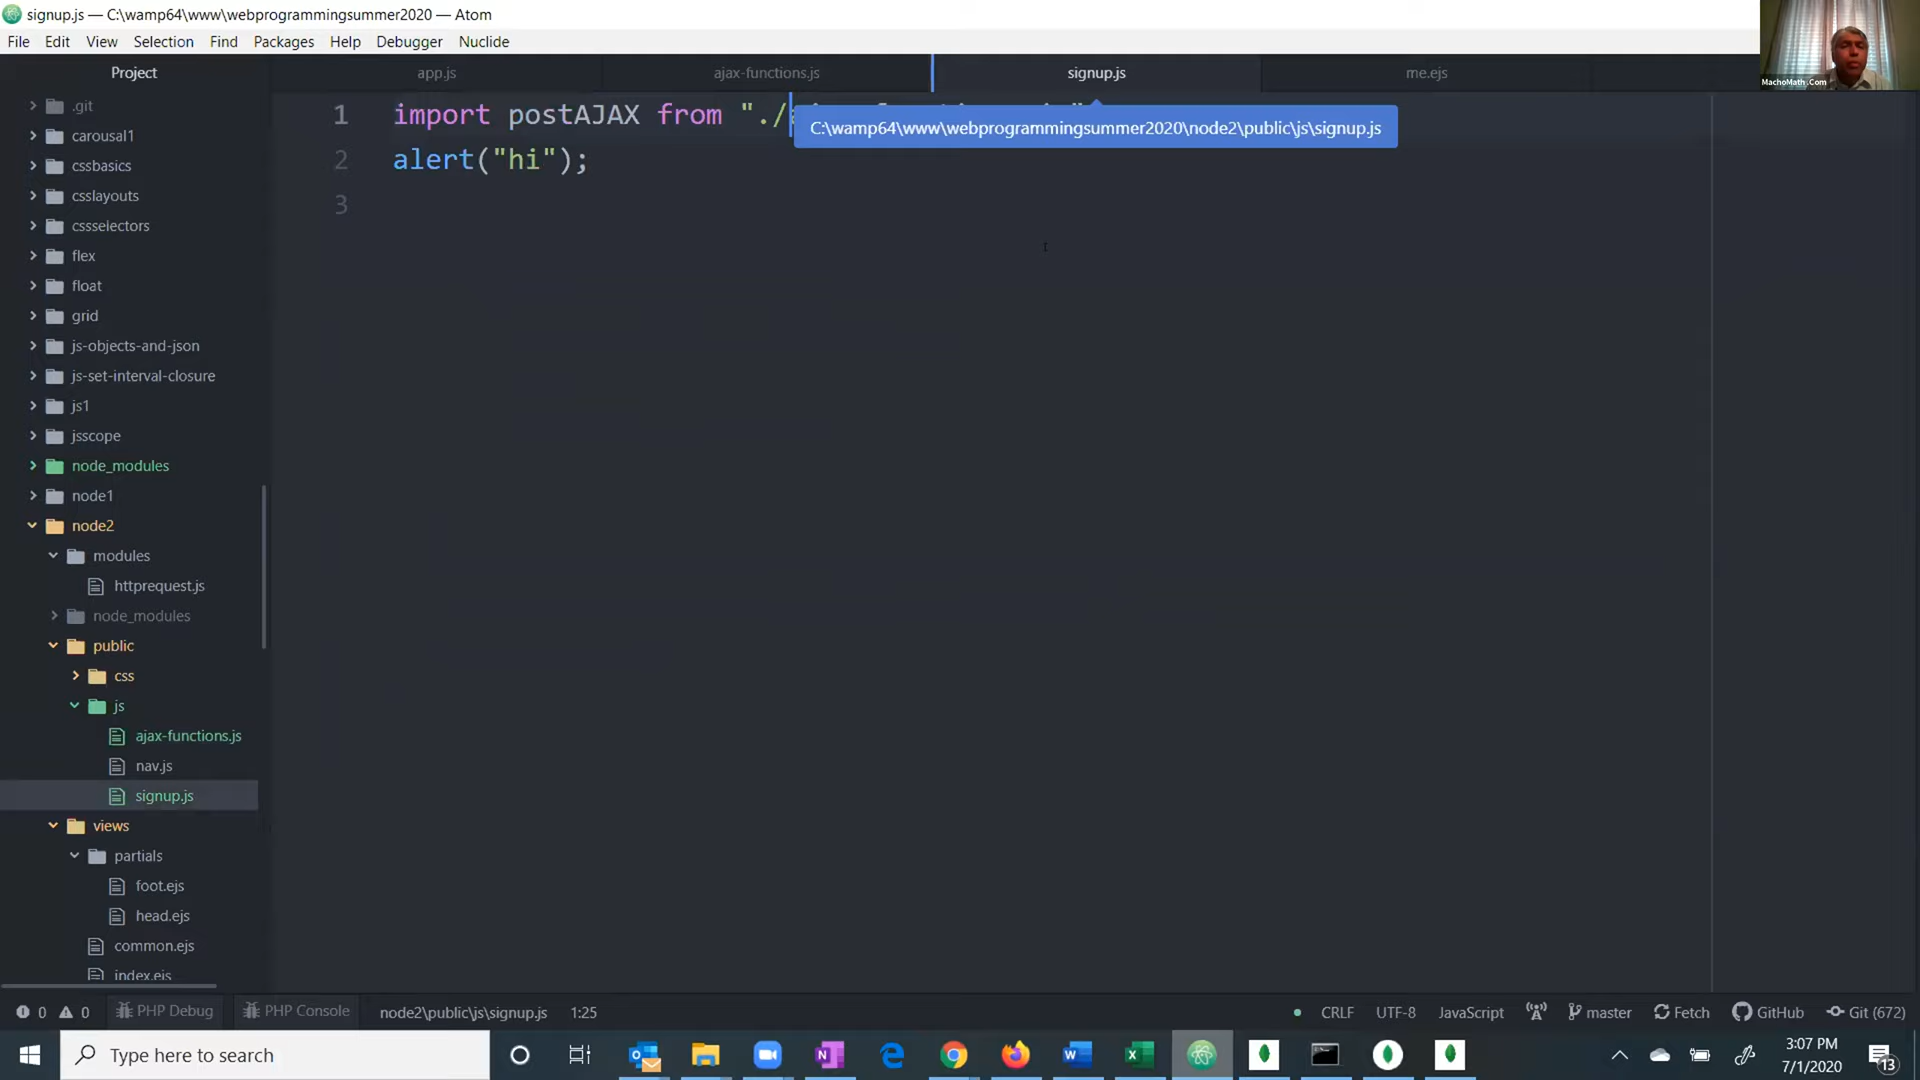 signup.js — C:\wamp64\www\webprogrammingsummer2020 — Atom
File Edit View Selection Find Packages Help Debugger Nuclide
MachoMath.Com
Project
app.js
ajax-functions.js
signup.js
me.ejs
.git
carousal1
cssbasics
csslayouts
cssselectors
flex
float
grid
js-objects-and-json
js-set-interval-closure
js1
jsscope
node_modules
node1
node2
modules
httprequest.js
node_modules
public
css
js
ajax-functions.js
nav.js
signup.js
views
partials
foot.ejs
head.ejs
common.ejs
index.ejs
1 import postAJAX from "./
C:\wamp64\www\webprogrammingsummer2020\node2\public\js\signup.js
2 alert("hi");
3
0 0 PHP Debug PHP Console node2\public\js\signup.js 1:25 CRLF UTF-8 JavaScript master Fetch GitHub Git (672)
Type here to search
3:07 PM
7/1/2020
13